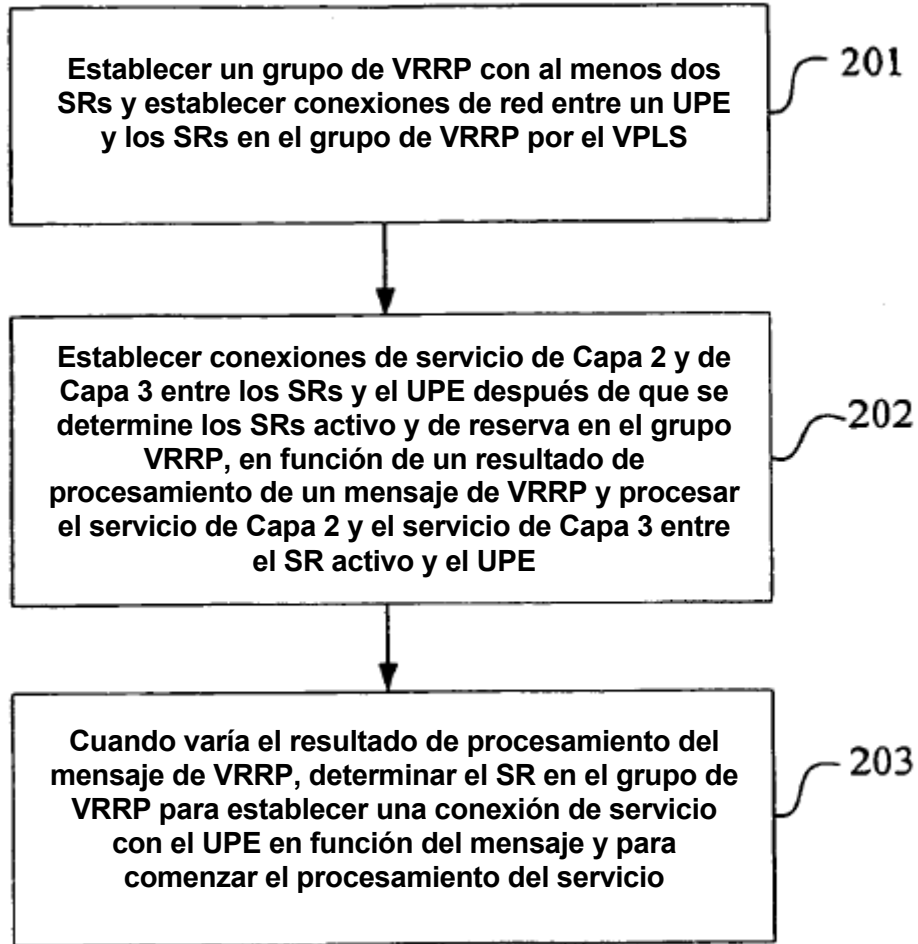 Establecer un grupo de VRRP con al menos dos
SRs y establecer conexiones de red entre un UPE
y los SRs en el grupo de VRRP por el VPLS
201
Establecer conexiones de servicio de Capa 2 y de
Capa 3 entre los SRs y el UPE después de que se
determine los SRs activo y de reserva en el grupo
VRRP, en función de un resultado de
procesamiento de un mensaje de VRRP y procesar
el servicio de Capa 2 y el servicio de Capa 3 entre
el SR activo y el UPE
202
Cuando varía el resultado de procesamiento del
mensaje de VRRP, determinar el SR en el grupo de
VRRP para establecer una conexión de servicio
con el UPE en función del mensaje y para
comenzar el procesamiento del servicio
203